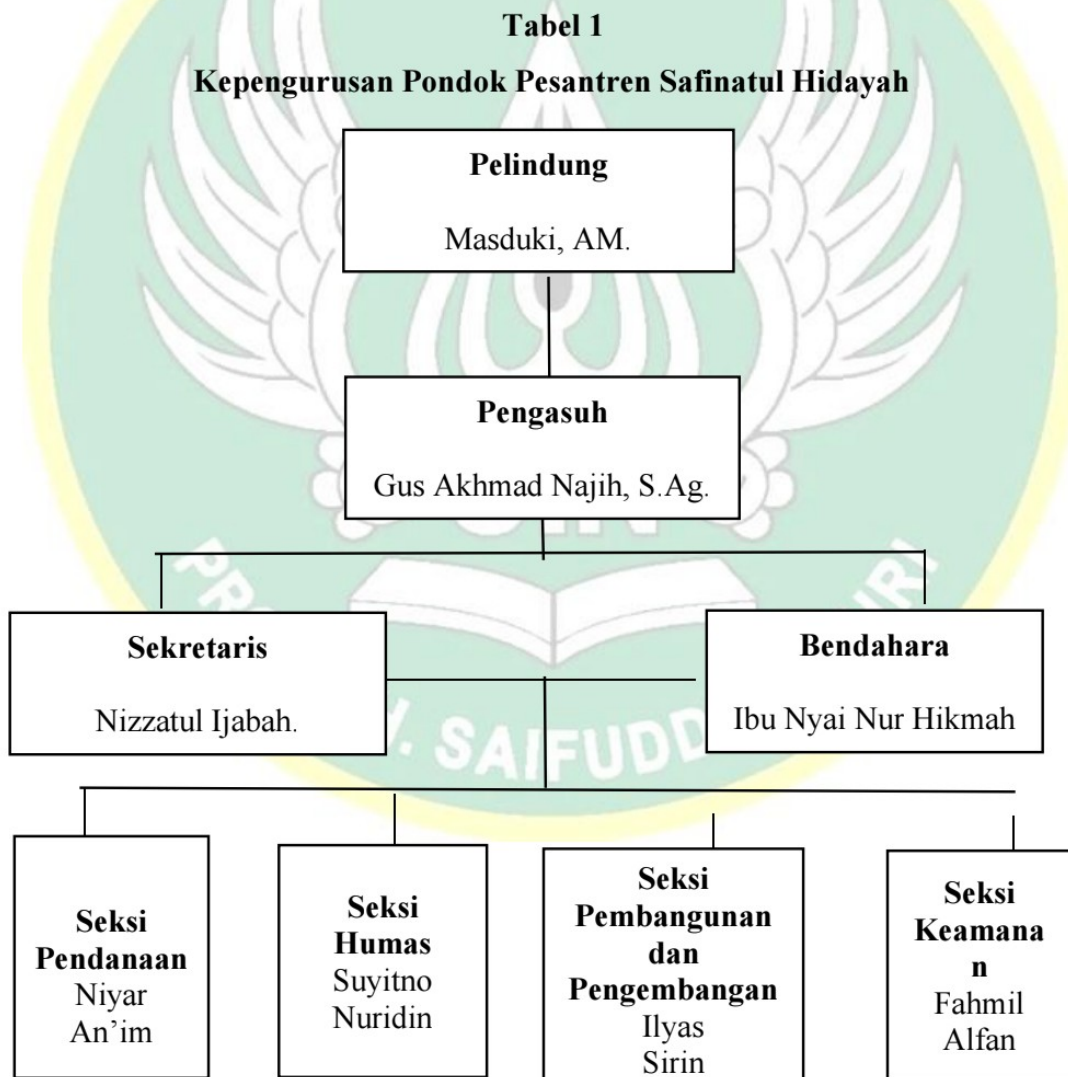 Tabel 1
Kepengurusan Pondok Pesantren Safinatul Hidayah
Pelindung
Masduki, AM.
Pengasuh
Gus Akhmad Najih, S.Ag.
Sekretaris
Nizzatul Ijabah.
Bendahara
Ibu Nyai Nur Hikmah
Seksi
Pendanaan
Niyar
An’im
Seksi
Humas
Suyitno
Nuridin
Seksi
Pembangunan
dan
Pengembangan
Ilyas
Sirin
Seksi
Keamana
n
Fahmil
Alfan